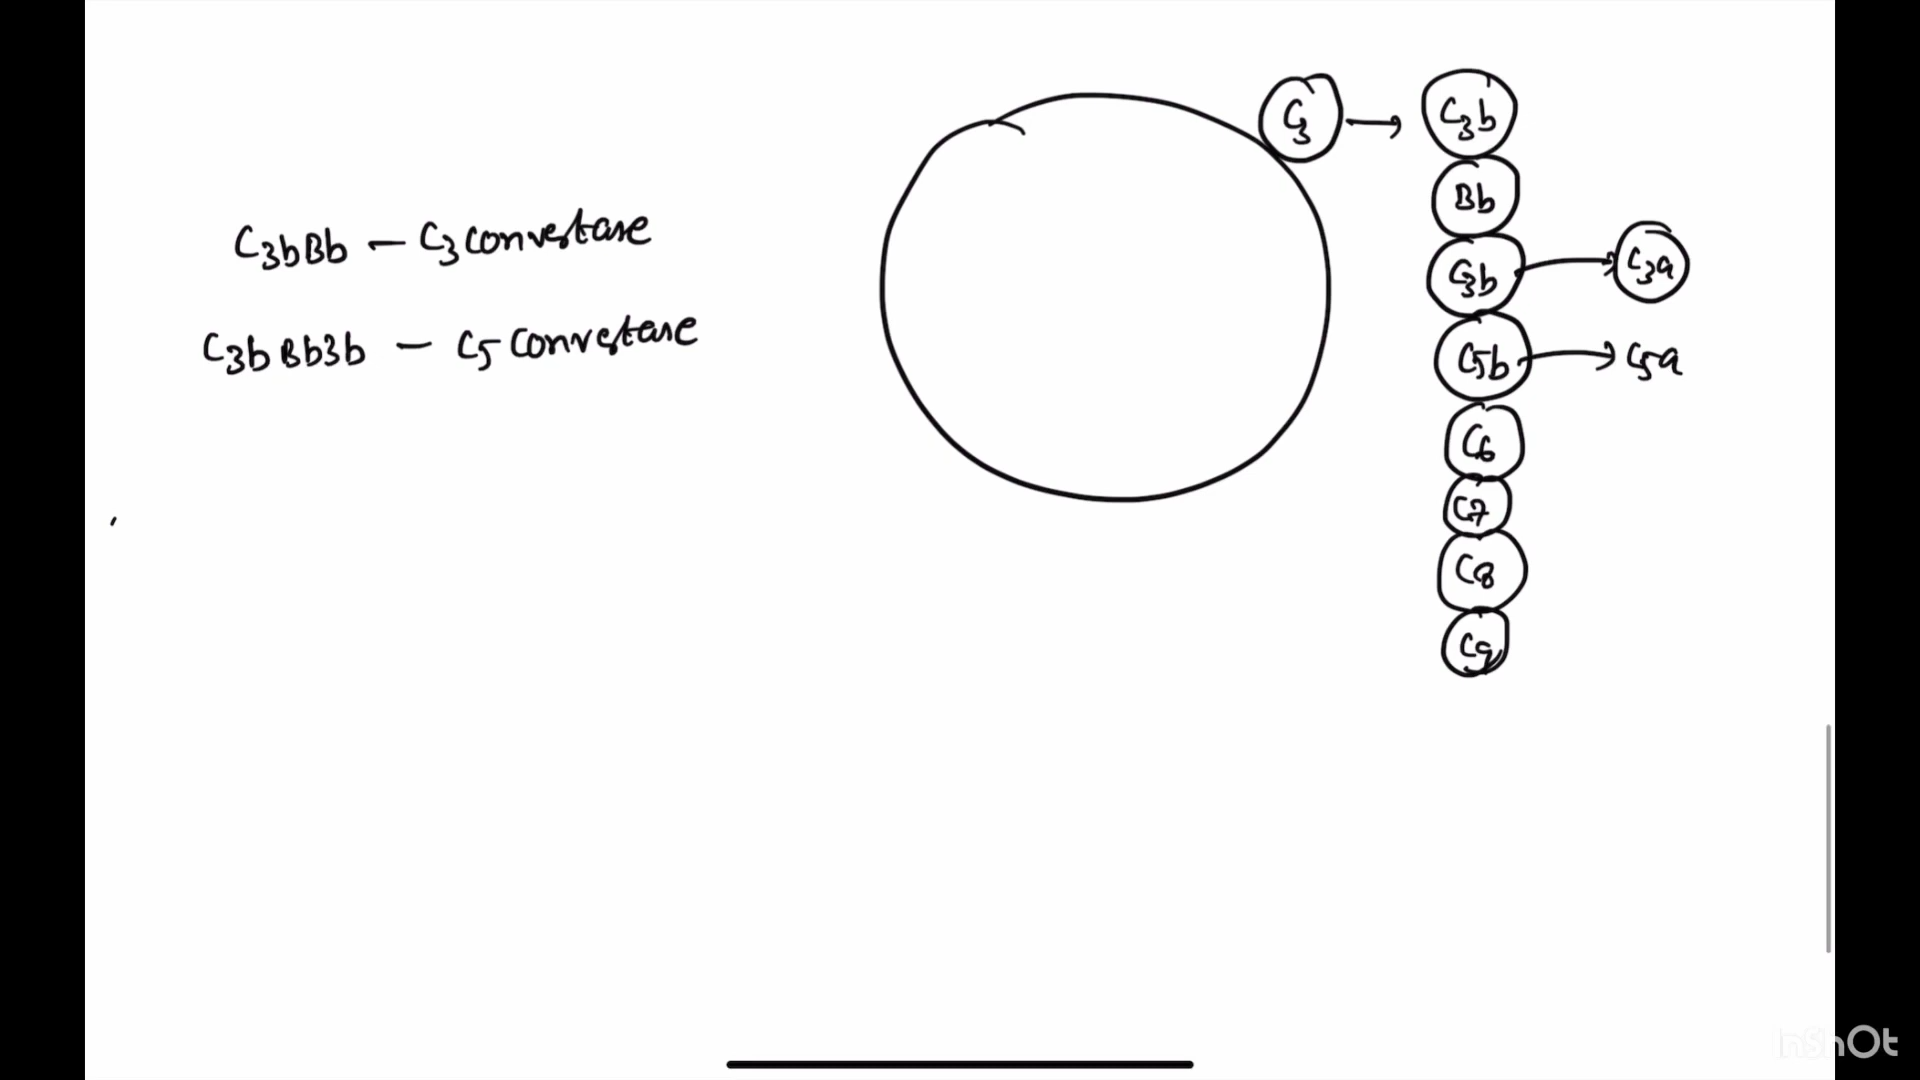 C3bBb – C3 convertase
C3bBb3b – C5 convertase
C3 → C3b
Bb
C3b → C3a
C5b → C5a
C6
C7
C8
C9
InShOt